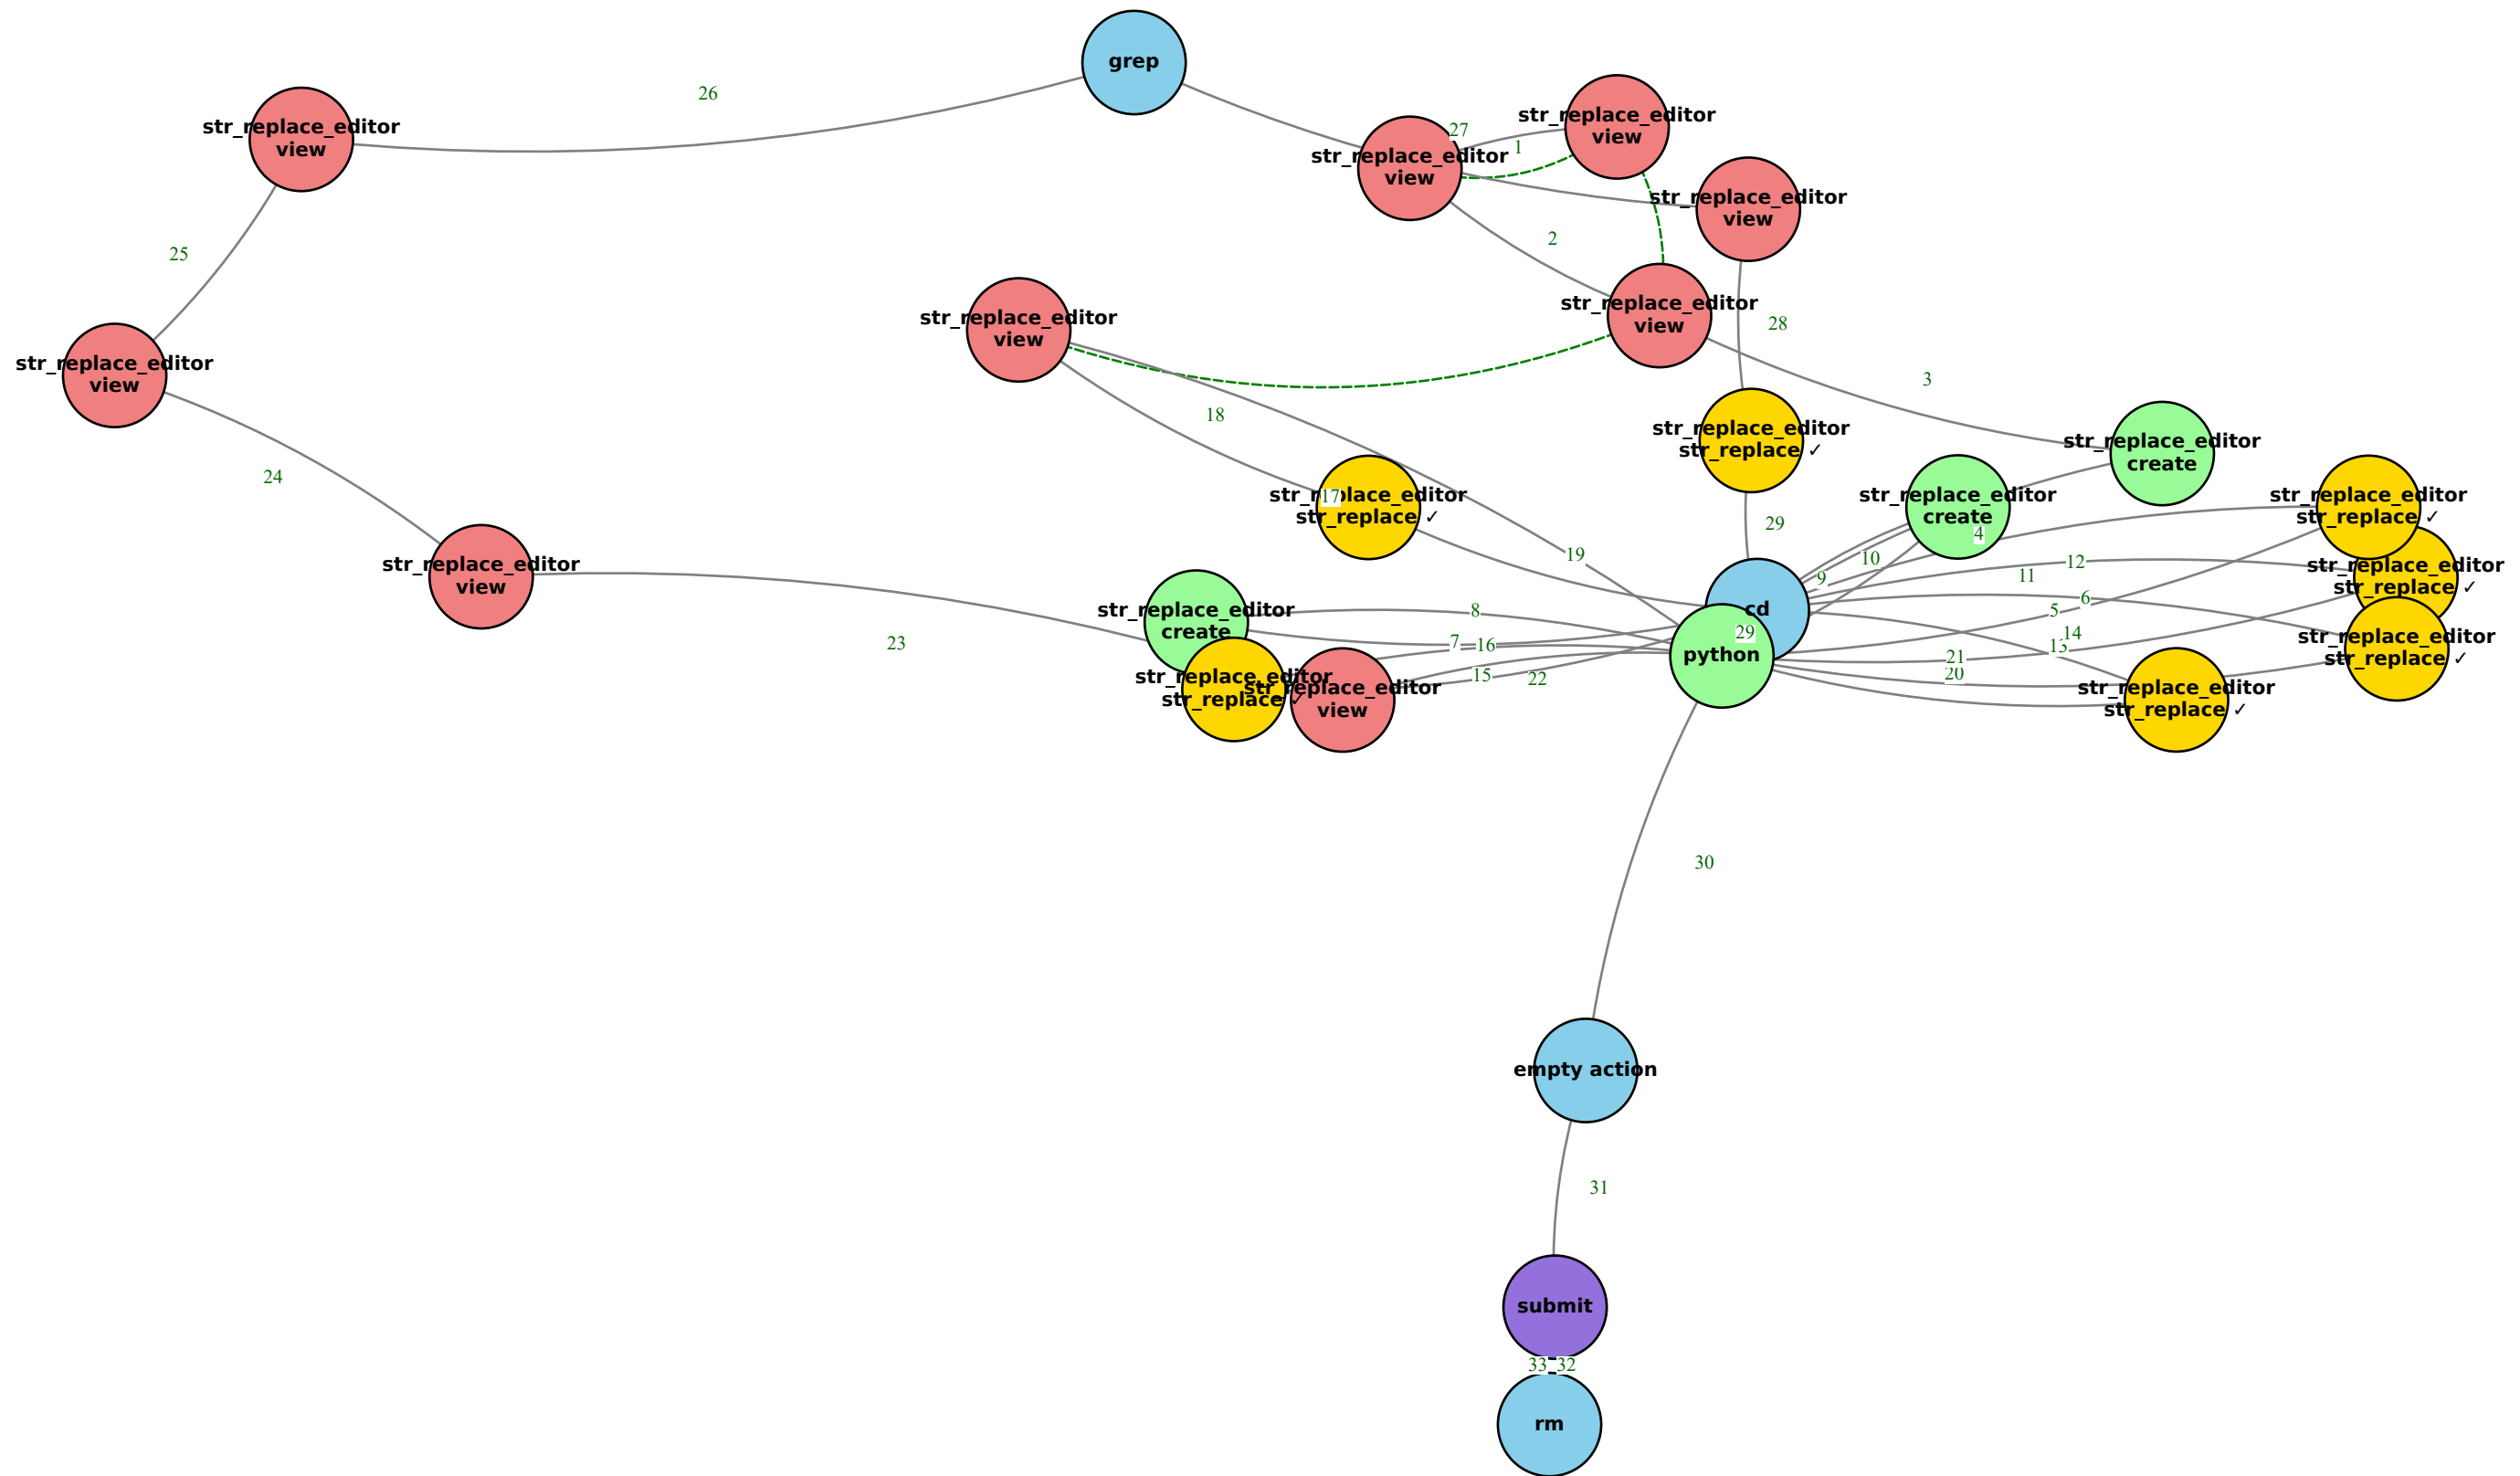 grep
26
str_replace_editor
view
str_replace_editor
view
27
1
str_replace_editor
view
str_replace_editor
view
2
25
str_replace_editor
view
str_replace_editor
view
28
str_replace_editor
view
3
18
str_replace_editor
str_replace ✓
str_replace_editor
create
24
17
str_replace_editor
str_replace ✓
str_replace_editor
create
4
str_replace_editor
str_replace ✓
29
19
10
9
12
11
str_replace_editor
view
str_replace_editor
str_replace ✓
6
5
8
str_replace_editor
create
cd
29
14
13
23
7
16
python
21
20
str_replace_editor
str_replace ✓
15
22
str_replace_editor
str_replace ✓
str_replace_editor
view
str_replace_editor
str_replace ✓
30
empty action
31
submit
33
32
rm